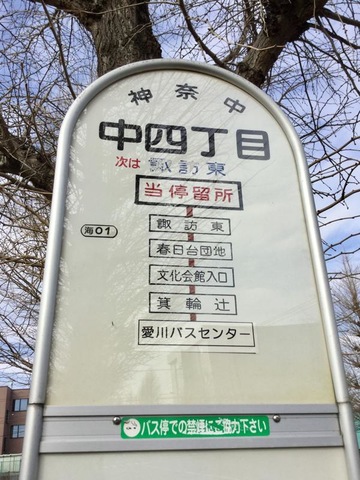 神奈中
中四丁目
次は 諏訪東
当停留所
海01
諏訪東
春日台団地
文化会館入口
箕輪辻
愛川バスセンター
バス停での禁煙にご協力下さい